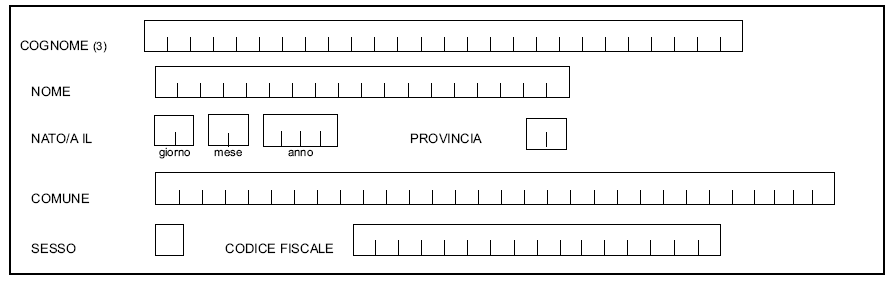 COGNOME (3)
NOME
NATO/A IL
giorno mese anno
PROVINCIA
COMUNE
SESSO CODICE FISCALE